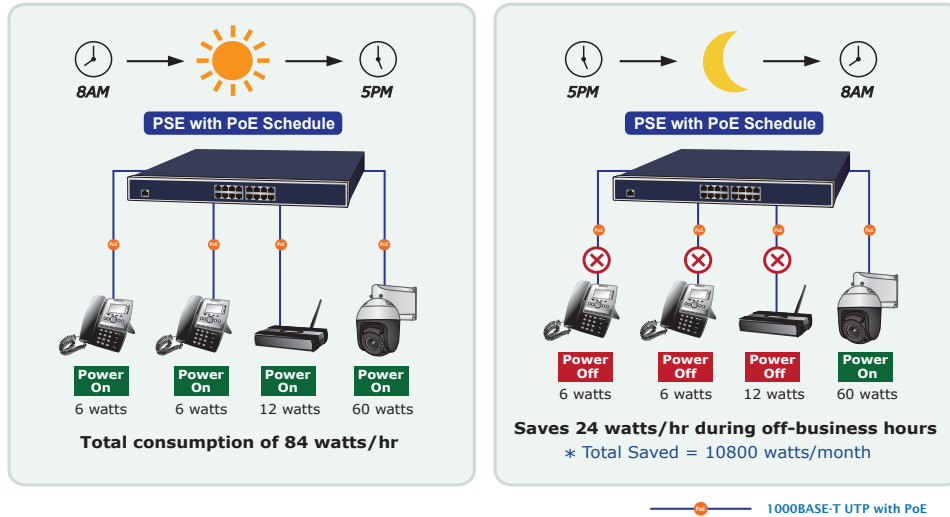 8AM
5PM
PSE with PoE Schedule
PoE
PoE
PoE
PoE
Power
On
Power
On
Power
On
Power
On
6 watts
6 watts
12 watts
60 watts
Total consumption of 84 watts/hr
5PM
8AM
PSE with PoE Schedule
PoE
PoE
PoE
PoE
Power
Off
Power
Off
Power
Off
Power
On
6 watts
6 watts
12 watts
60 watts
Saves 24 watts/hr during off-business hours
* Total Saved = 10800 watts/month
PoE
1000BASE-T UTP with PoE